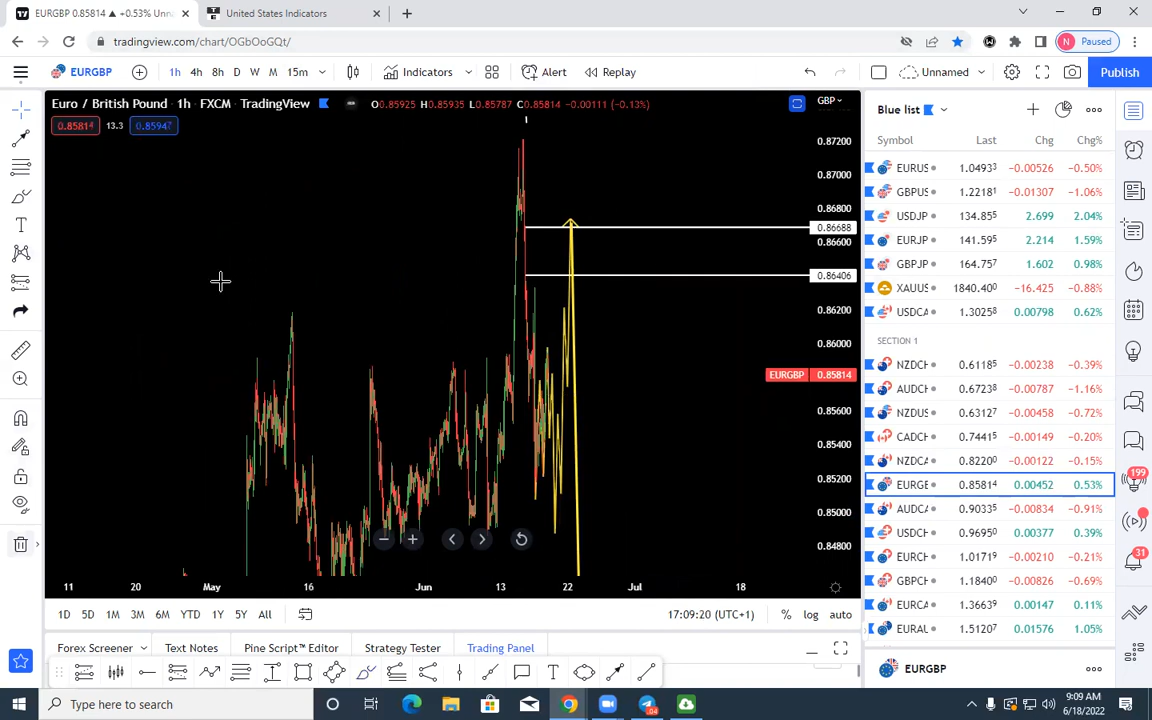 EURGBP 0.85814 ▲ +0.53% Unna
United States Indicators
tradingview.com/chart/OGbOoGQt/
N Paused
EURGBP 1h 4h 8h D W M 15m Indicators Alert Replay Unnamed Publish
Euro / British Pound · 1h · FXCM · TradingView O0.85925 H0.85935 L0.85787 C0.85814 −0.00111 (−0.13%) GBP
0.85814 13.3 0.85947
1
0.87200
0.87000
0.86800
0.86688
0.86600
0.86406
0.86200
0.86000
EURGBP 0.85814
0.85600
0.85400
0.85200
0.85000
0.84800
11 20 May 16 Jun 13 22 Jul 18
1D 5D 1M 3M 6M YTD 1Y 5Y All 17:09:20 (UTC+1) % log auto
Forex Screener Text Notes Pine Script™ Editor Strategy Tester Trading Panel
Blue list
Symbol Last Chg Chg%
EURUS 1.04933 −0.00526 −0.50%
GBPUS 1.22181 −0.01307 −1.06%
USDJP 134.855 2.699 2.04%
EURJP 141.595 2.214 1.59%
GBPJP 164.757 1.602 0.98%
XAUUS 1840.400 −16.425 −0.88%
USDCA 1.30258 0.00798 0.62%
SECTION 1
NZDCH 0.61185 −0.00238 −0.39%
AUDCH 0.67238 −0.00787 −1.16%
NZDUS 0.63127 −0.00458 −0.72%
CADCH 0.74415 −0.00149 −0.20%
NZDCA 0.82200 −0.00122 −0.15%
EURGE 0.85814 0.00452 0.53%
AUDCA 0.90335 −0.00834 −0.91%
USDCH 0.96950 0.00377 0.39%
EURCH 1.01719 −0.00210 −0.21%
GBPCH 1.18400 −0.00826 −0.69%
EURCA 1.36639 0.00147 0.11%
EURAU 1.51207 0.01576 1.05%
EURGBP
199
31
Type here to search
04
9:09 AM
6/18/2022